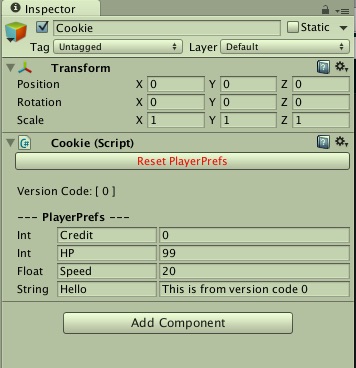 Inspector
Cookie Static
Tag Untagged Layer Default
Transform
Position X 0 Y 0 Z 0
Rotation X 0 Y 0 Z 0
Scale X 1 Y 1 Z 1
C# Cookie (Script)
Reset PlayerPrefs
Version Code: [ 0 ]
--- PlayerPrefs ---
Int Credit 0
Int HP 99
Float Speed 20
String Hello This is from version code 0
Add Component